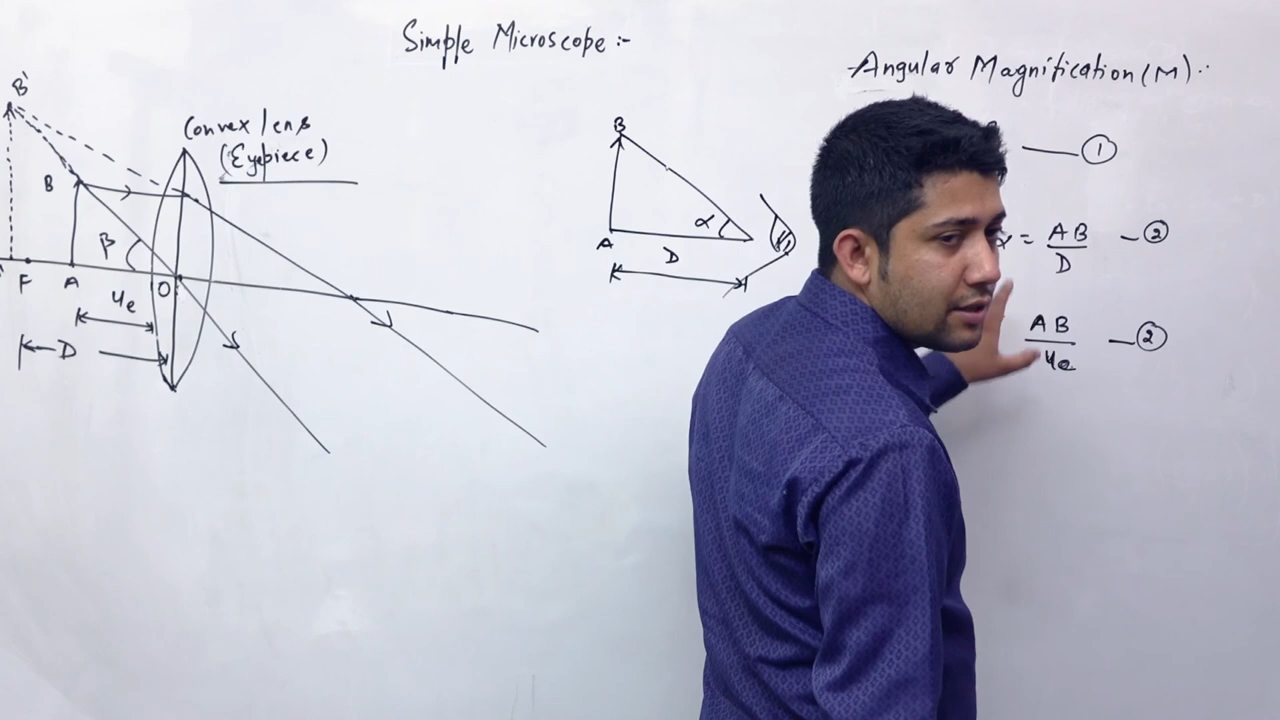 Simple Microscope :-
Angular Magnification (M) :-
B'
Convex lens
(Eyepiece)
B
β
F A O
ue
D
B
α
A
D
— ①
α = AB — ②
D
AB — ②
ue